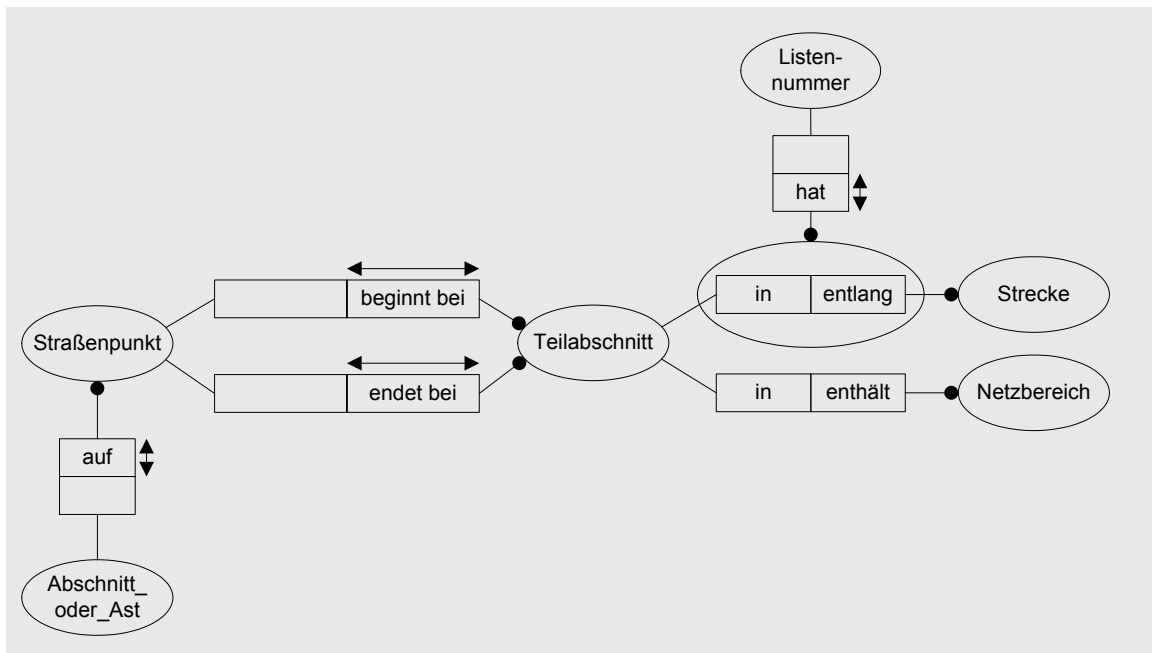 Listen-
nummer
hat
beginnt bei
in
entlang
Strecke
Straßenpunkt
Teilabschnitt
endet bei
in
enthält
Netzbereich
auf
Abschnitt_
oder_Ast